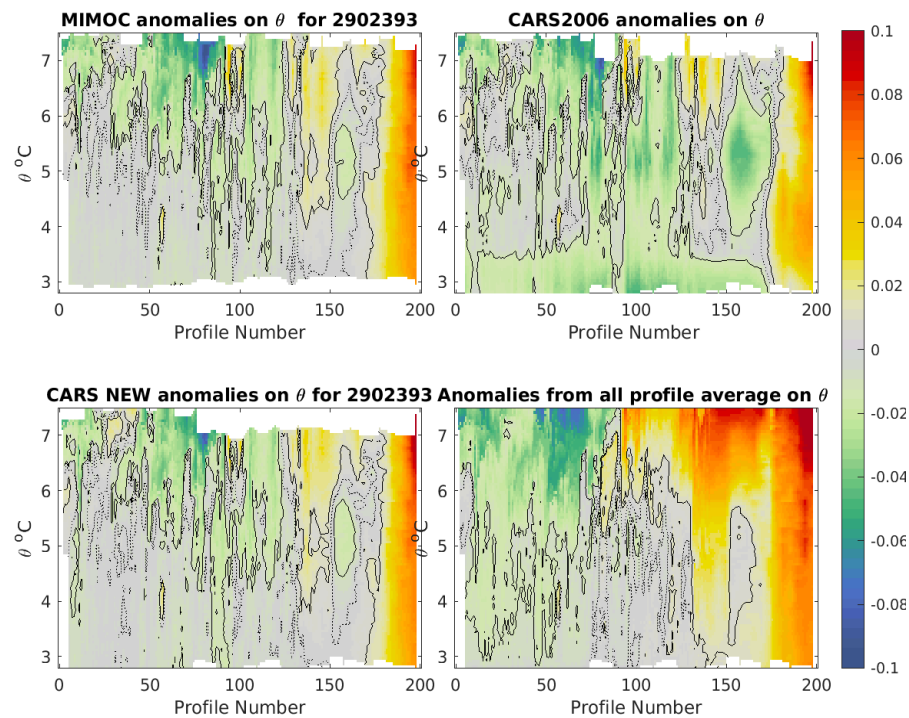 MIMOC anomalies on θ for 2902393
CARS2006 anomalies on θ
7
6
5
4
3
θ °C
0 50 100 150 200
Profile Number
7
6
5
4
3
θ °C
0 50 100 150 200
Profile Number
CARS NEW anomalies on θ for 2902393
Anomalies from all profile average on θ
7
6
5
4
3
θ °C
0 50 100 150 200
Profile Number
7
6
5
4
3
θ °C
0 50 100 150 200
Profile Number
0.1
0.08
0.06
0.04
0.02
0
-0.02
-0.04
-0.06
-0.08
-0.1